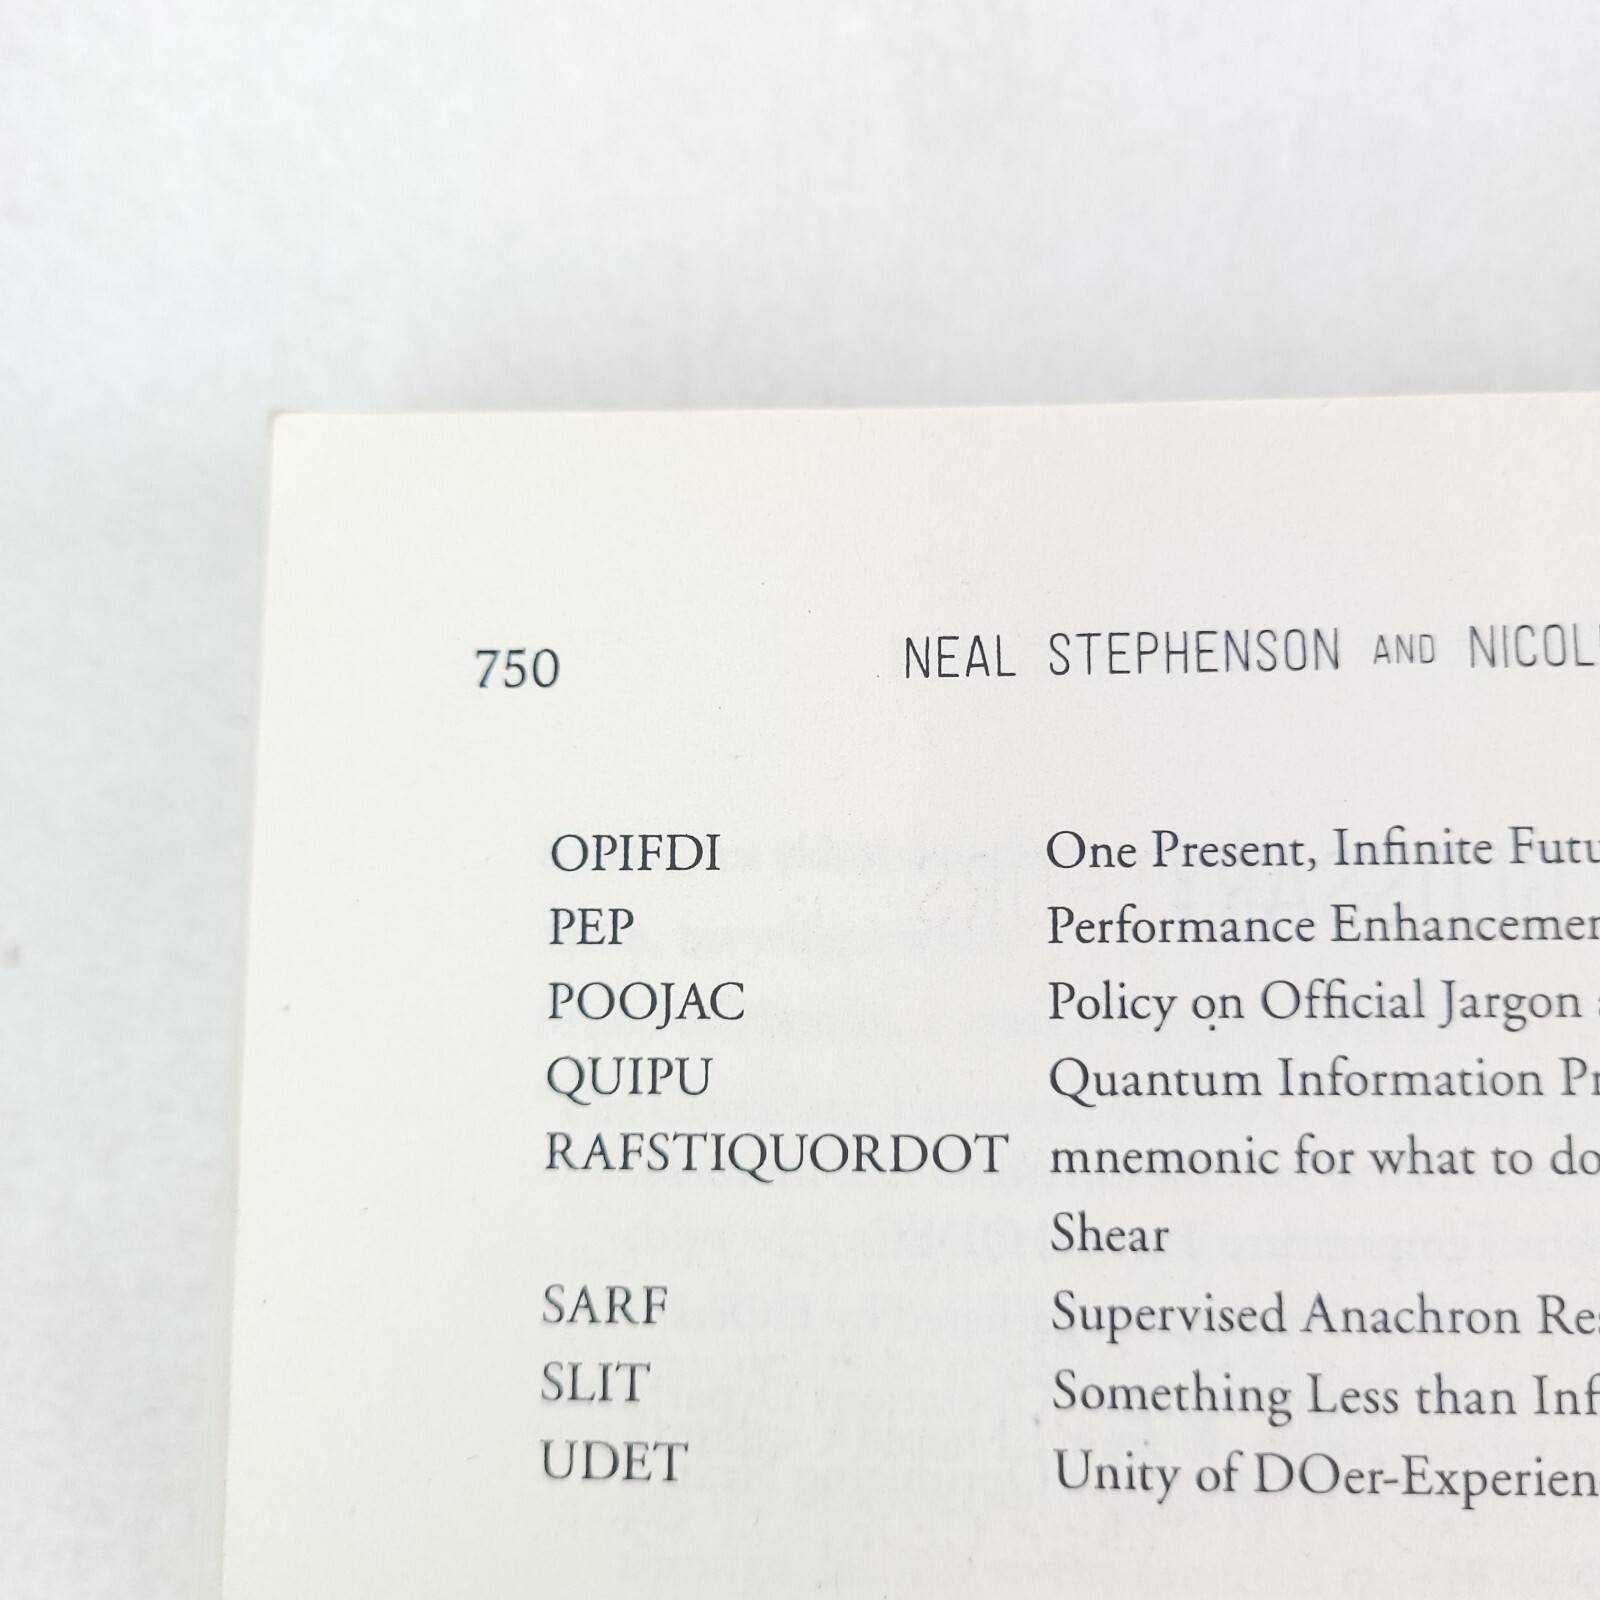 750 NEAL STEPHENSON AND NICOL
OPIFDI One Present, Infinite Futu
PEP Performance Enhancemen
POOJAC Policy on Official Jargon
QUIPU Quantum Information Pr
RAFSTIQUORDOT mnemonic for what to do
Shear
SARF Supervised Anachron Res
SLIT Something Less than Inf
UDET Unity of DOer-Experien